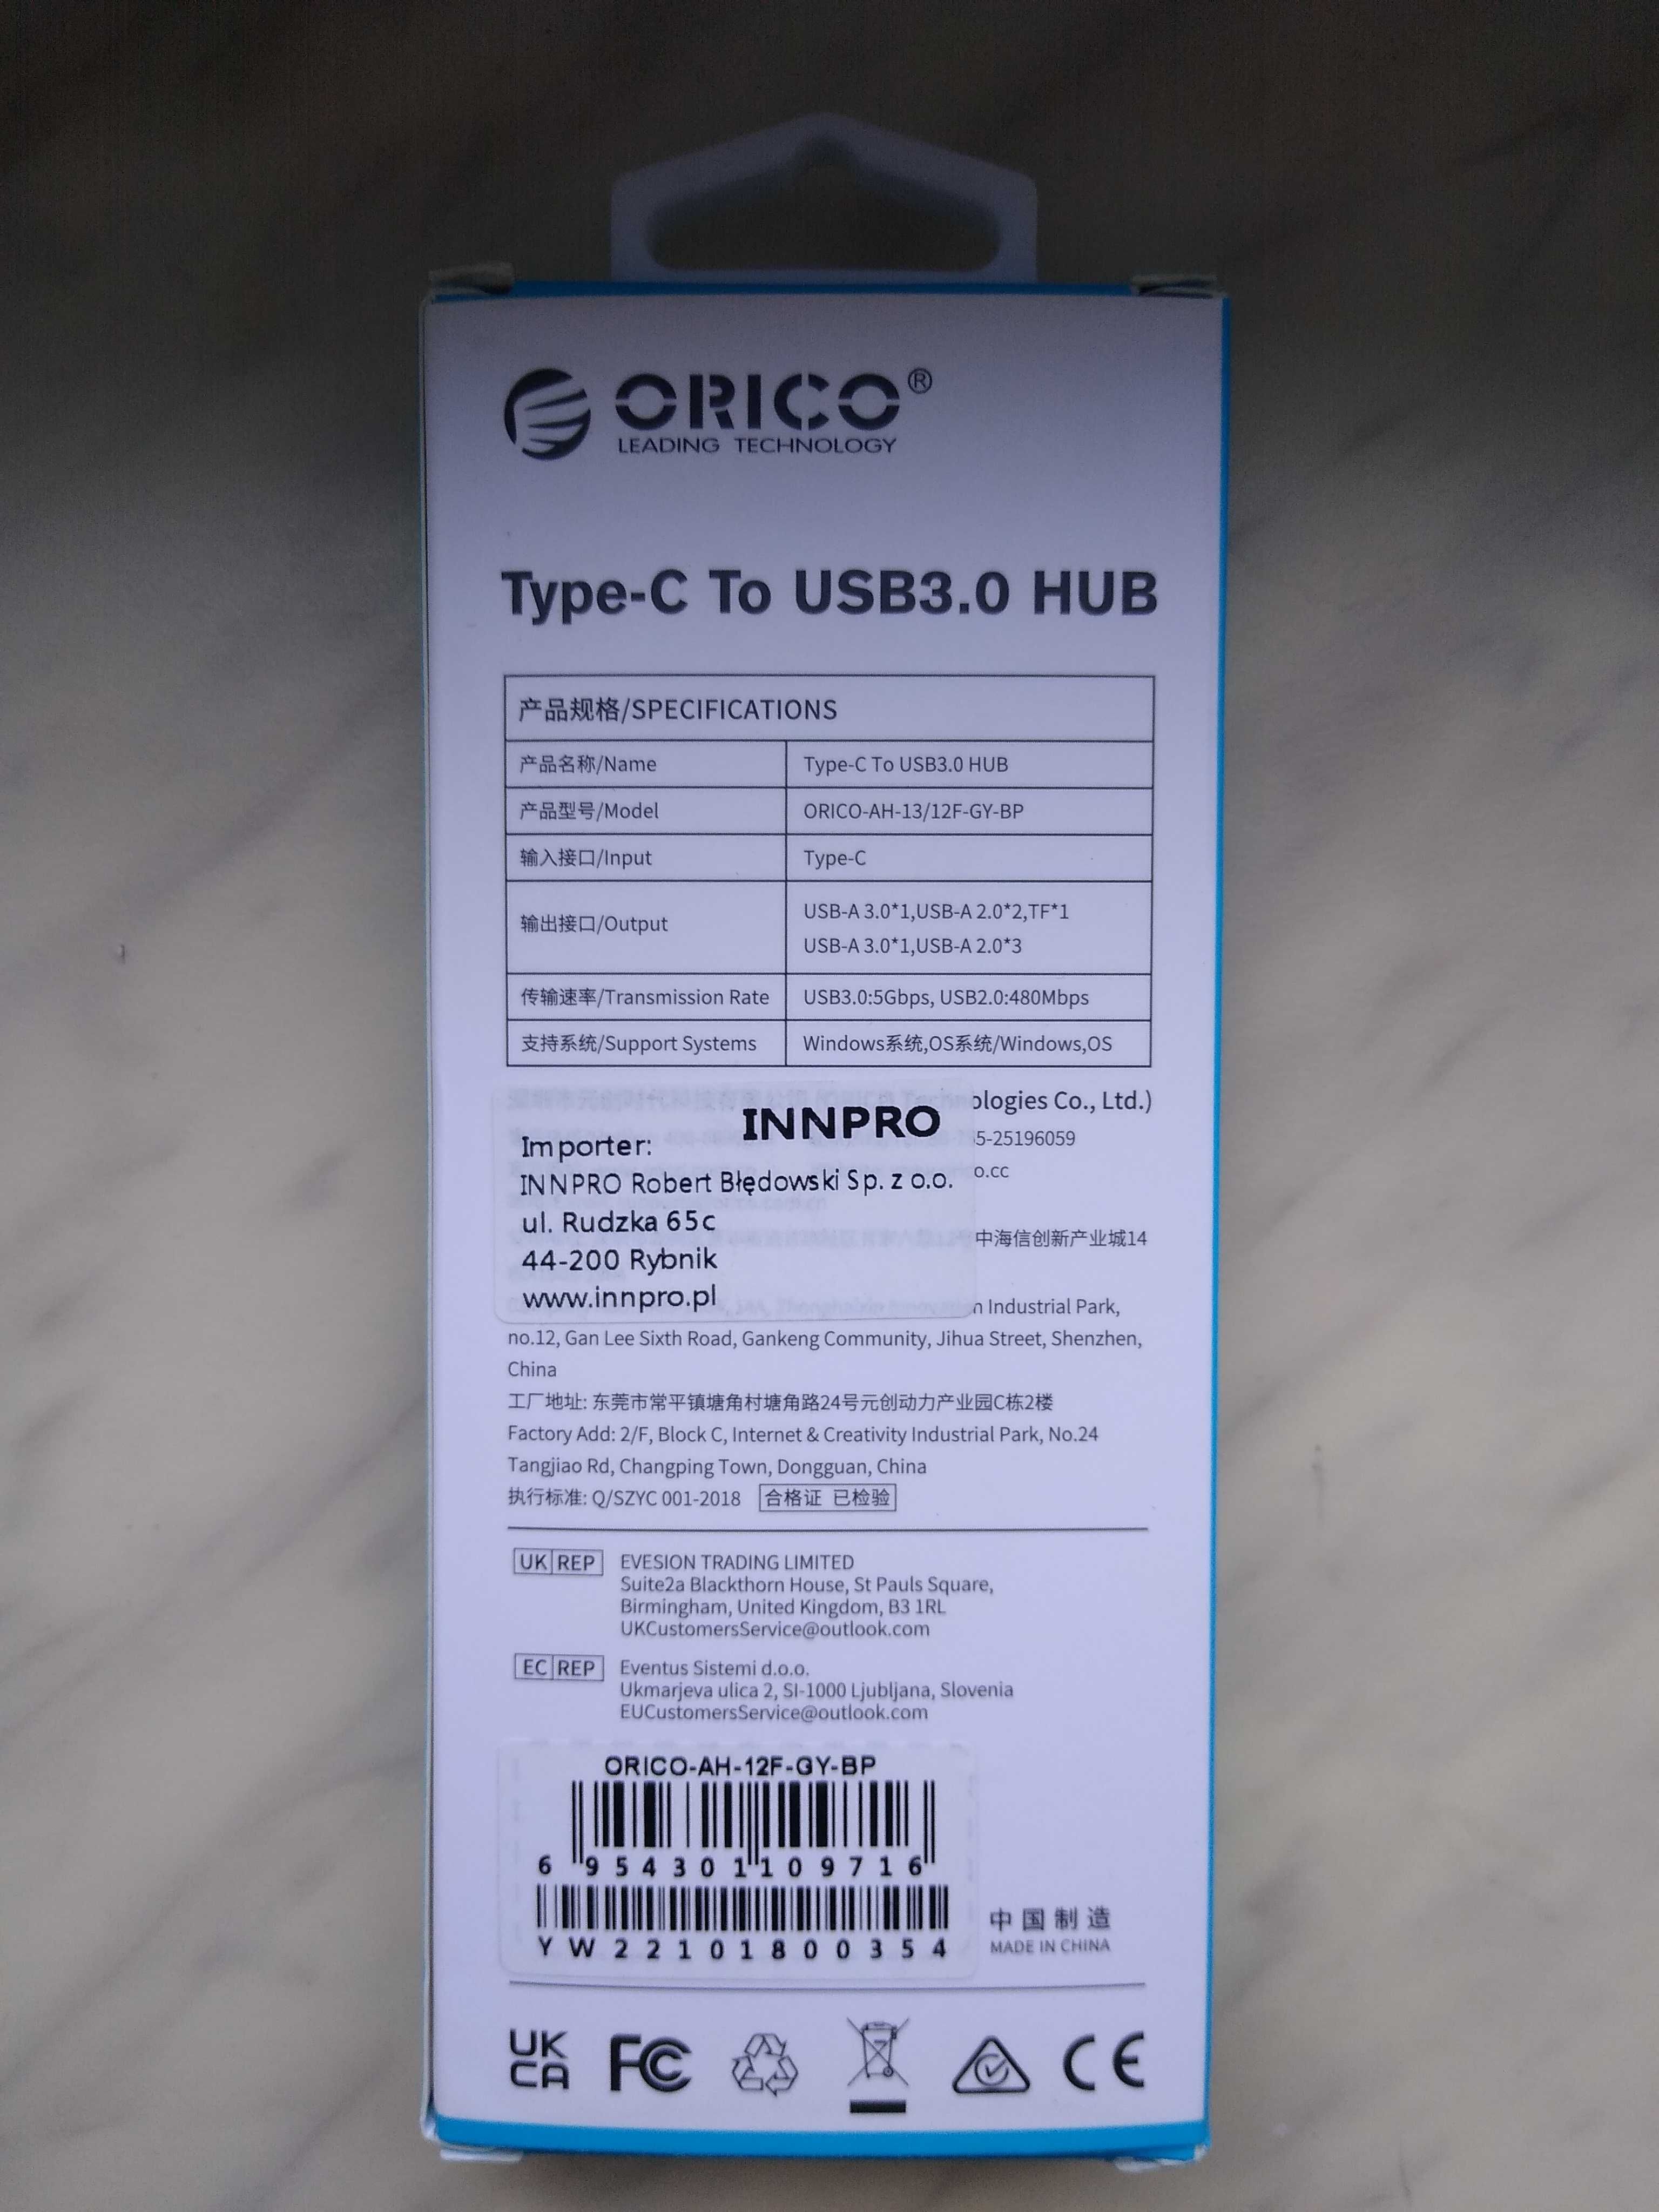 ORICO®
LEADING TECHNOLOGY
Type-C To USB3.0 HUB
产品规格/SPECIFICATIONS
产品名称/Name Type-C To USB3.0 HUB
产品型号/Model ORICO-AH-13/12F-GY-BP
输入接口/Input Type-C
输出接口/Output USB-A 3.0*1,USB-A 2.0*2,TF*1
USB-A 3.0*1,USB-A 2.0*3
传输速率/Transmission Rate USB3.0:5Gbps, USB2.0:480Mbps
支持系统/Support Systems Windows系统,OS系统/Windows,OS
ologies Co., Ltd.)
INNPRO
5-25196059
Importer:
o.cc
INNPRO Robert Błędowski Sp. z o.o.
ul. Rudzka 65c
中海信创新产业城14
44-200 Rybnik
www.innpro.pl
n Industrial Park,
no.12, Gan Lee Sixth Road, Gankeng Community, Jihua Street, Shenzhen,
China
工厂地址: 东莞市常平镇塘角村塘角路24号元创动力产业园C栋2楼
Factory Add: 2/F, Block C, Internet & Creativity Industrial Park, No.24
Tangjiao Rd, Changping Town, Dongguan, China
执行标准: Q/SZYC 001-2018 合格证 已检验
UK REP EVESION TRADING LIMITED
Suite2a Blackthorn House, St Pauls Square,
Birmingham, United Kingdom, B3 1RL
UKCustomersService@outlook.com
EC REP Eventus Sistemi d.o.o.
Ukmarjeva ulica 2, SI-1000 Ljubljana, Slovenia
EUCustomersService@outlook.com
ORICO-AH-12F-GY-BP
6 954301 109716
YW22101800354
中国制造
MADE IN CHINA
UK
CA
FC
CE